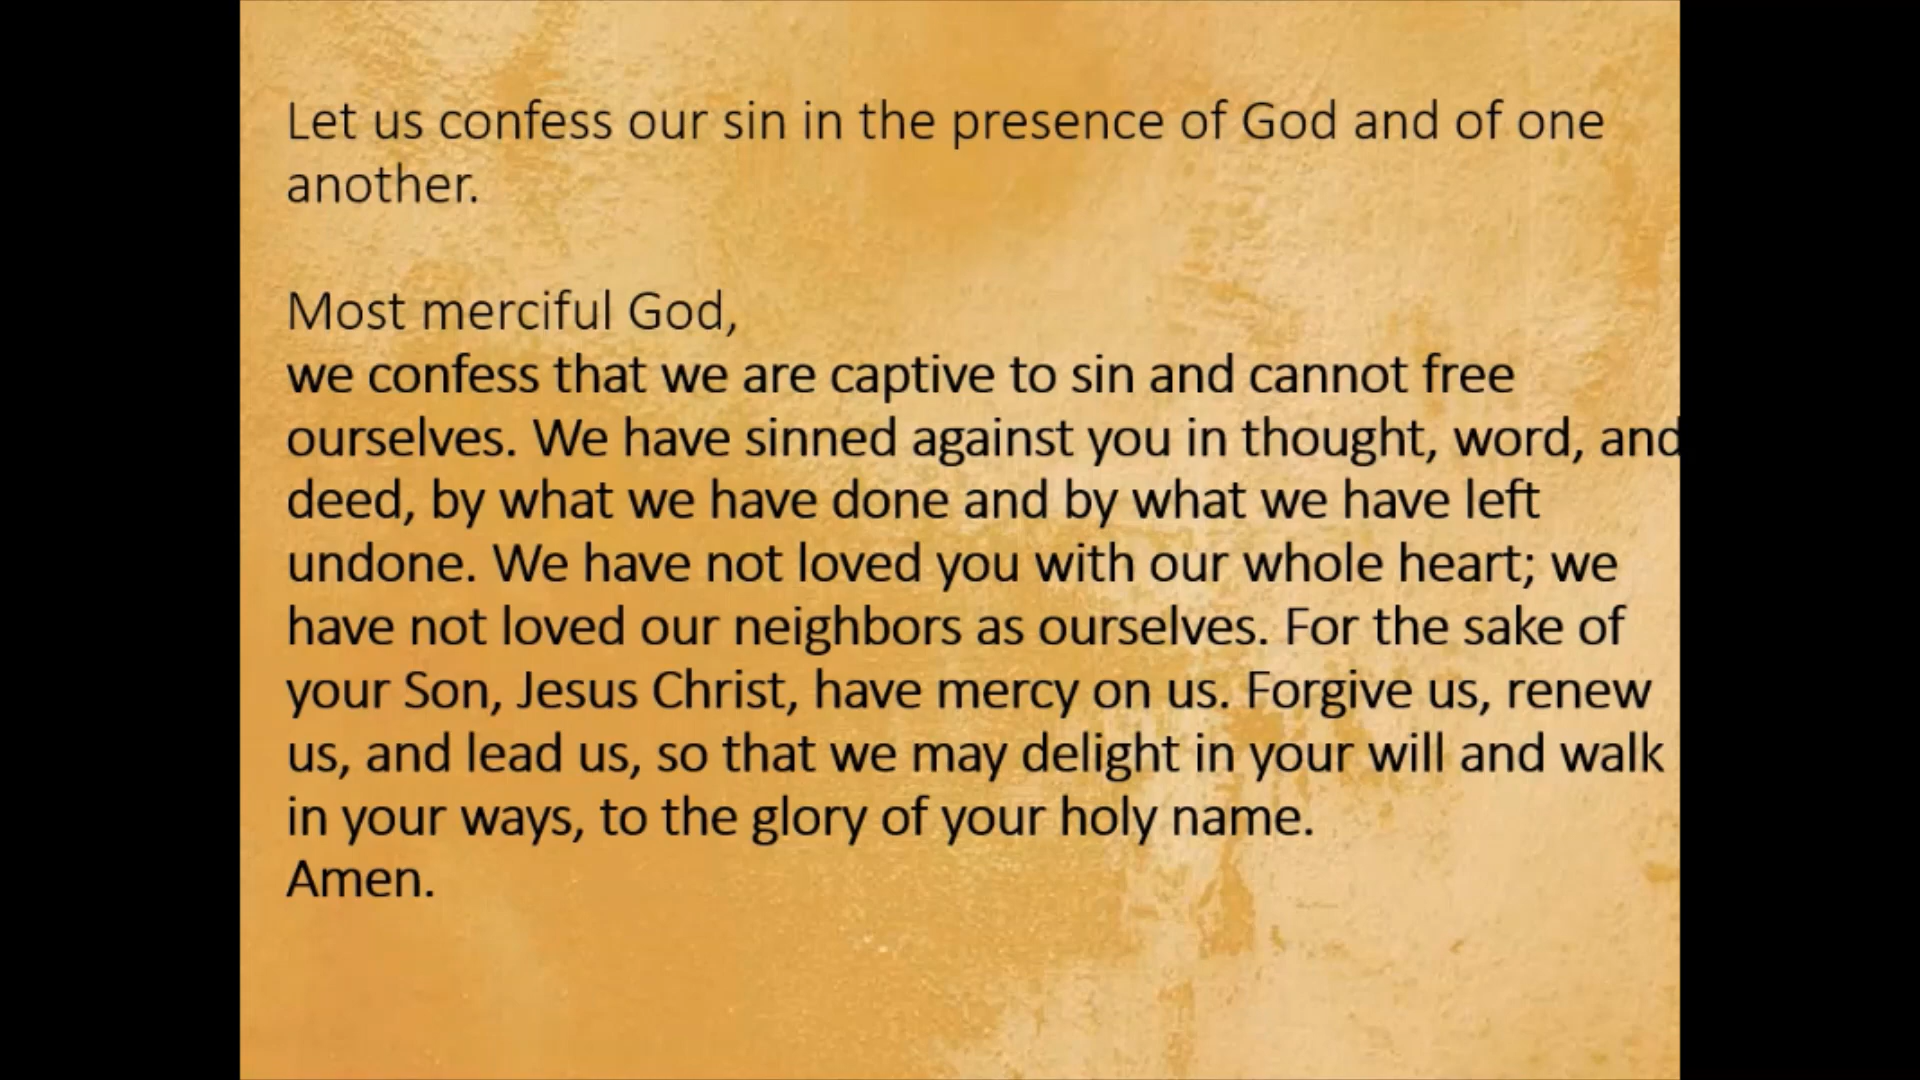 Let us confess our sin in the presence of God and of one
another.
Most merciful God,
we confess that we are captive to sin and cannot free
ourselves. We have sinned against you in thought, word, and
deed, by what we have done and by what we have left
undone. We have not loved you with our whole heart; we
have not loved our neighbors as ourselves. For the sake of
your Son, Jesus Christ, have mercy on us. Forgive us, renew
us, and lead us, so that we may delight in your will and walk
in your ways, to the glory of your holy name.
Amen.